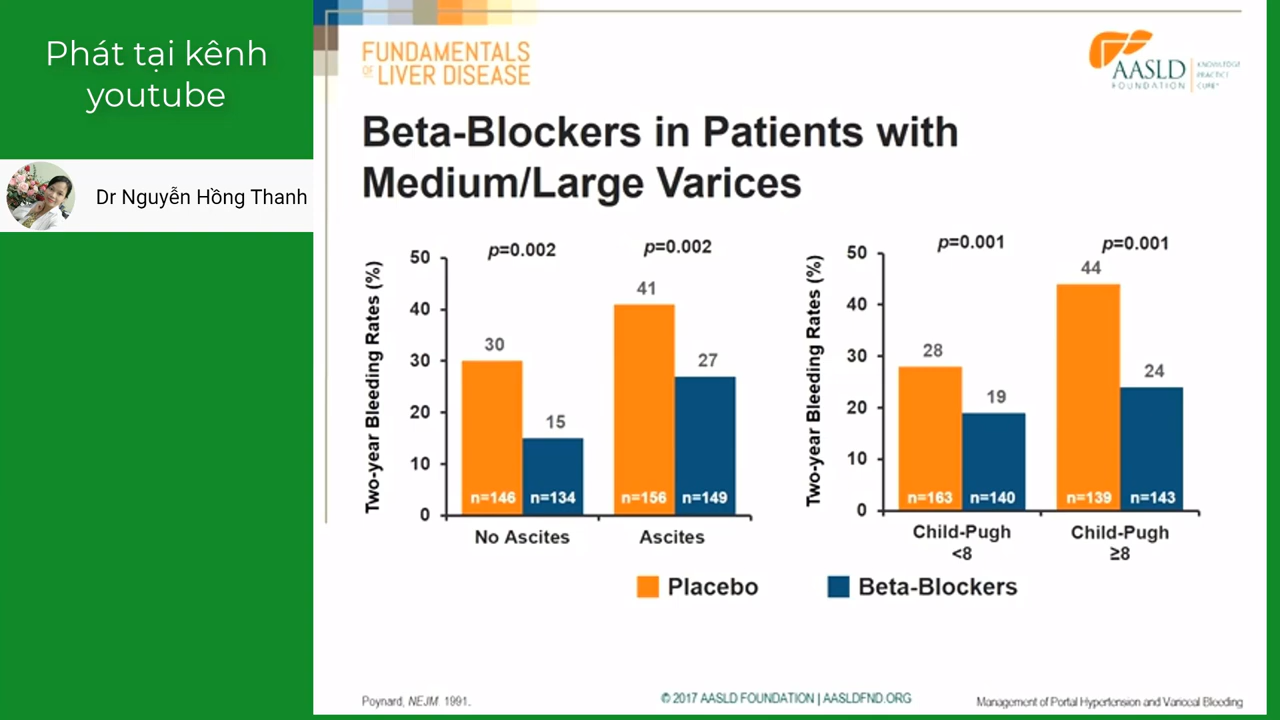 Phát tại kênh
youtube
Dr Nguyễn Hồng Thanh
FUNDAMENTALS
OF LIVER DISEASE
AASLD
FOUNDATION
KNOWLEDGE
PRACTICE
CURE
Beta-Blockers in Patients with
Medium/Large Varices
Two-year Bleeding Rates (%)
50
40
30
20
10
0
p=0.002
p=0.002
30
15
41
27
n=146
n=134
n=156
n=149
No Ascites
Ascites
Two-year Bleeding Rates (%)
50
40
30
20
10
0
p=0.001
p=0.001
28
19
44
24
n=163
n=140
n=139
n=143
Child-Pugh
<8
Child-Pugh
≥8
Placebo
Beta-Blockers
Poynard, NEJM 1991.
© 2017 AASLD FOUNDATION | AASLDFND.ORG
Management of Portal Hypertension and Variceal Bleeding